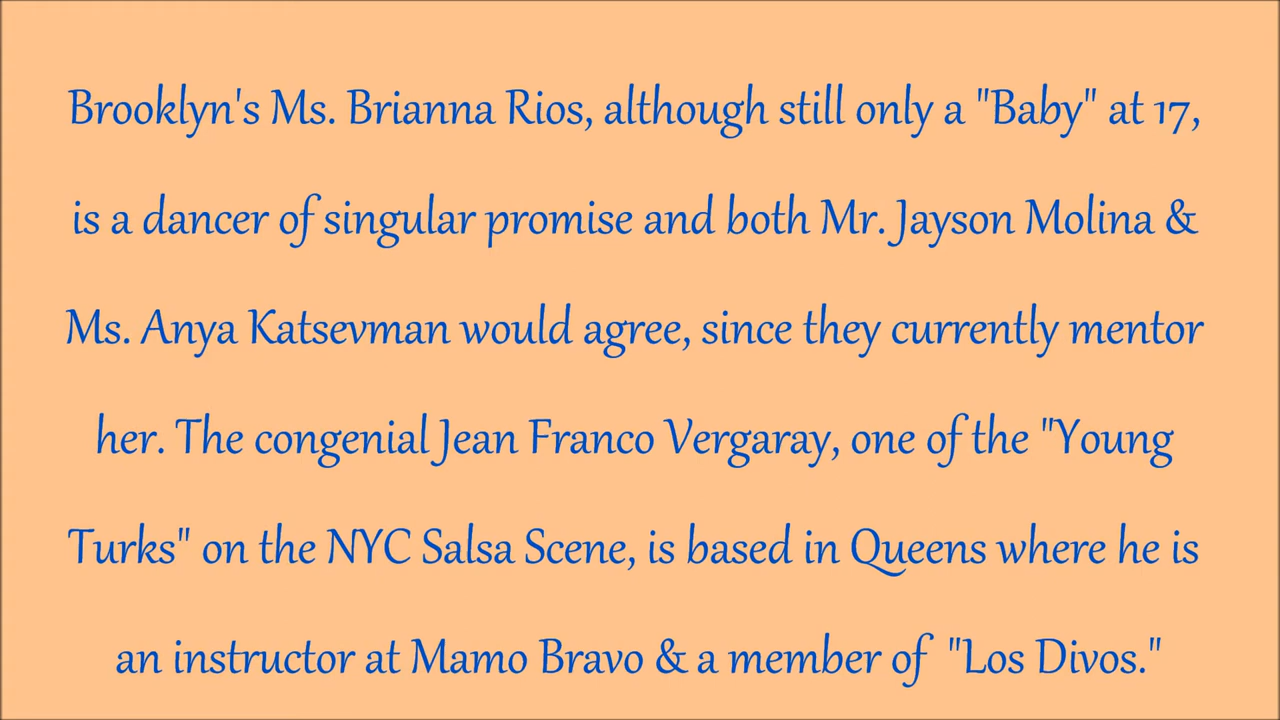 Brooklyn's Ms. Brianna Rios, although still only a "Baby" at 17,
is a dancer of singular promise and both Mr. Jayson Molina &
Ms. Anya Katsevman would agree, since they currently mentor
her. The congenial Jean Franco Vergaray, one of the "Young
Turks" on the NYC Salsa Scene, is based in Queens where he is
an instructor at Mamo Bravo & a member of "Los Divos."